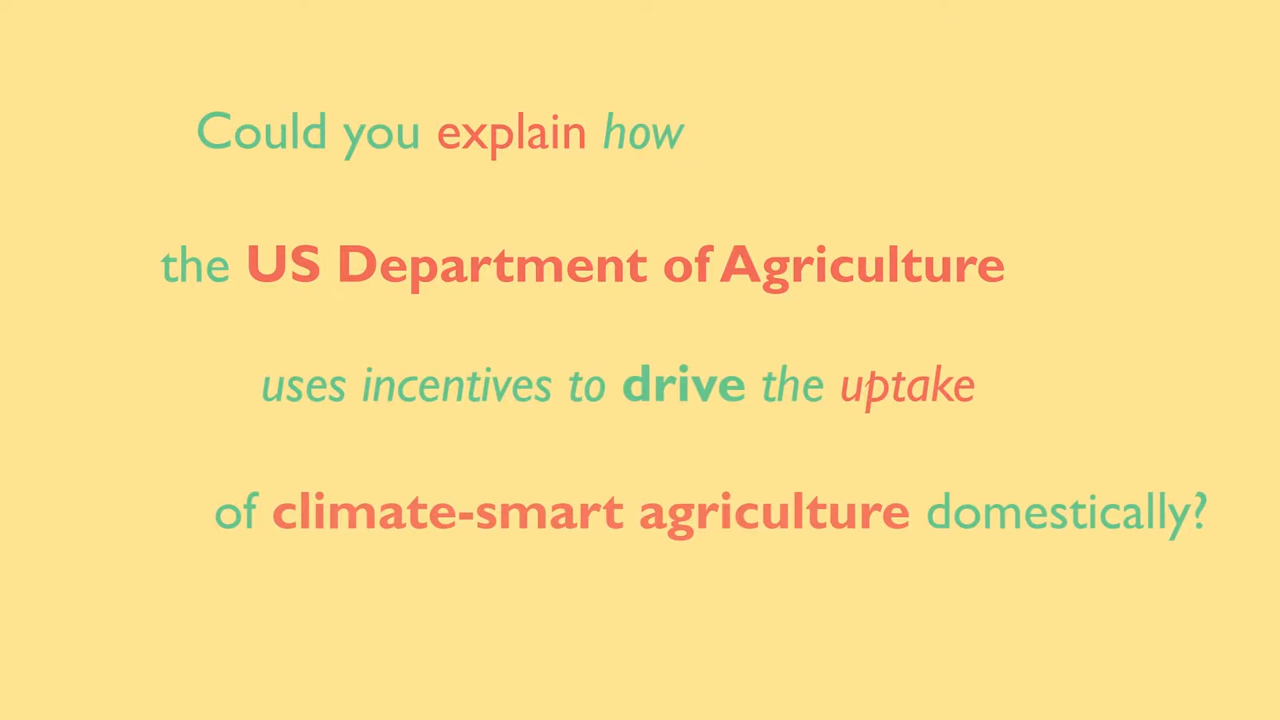 Could you explain how
the US Department of Agriculture
uses incentives to drive the uptake
of climate-smart agriculture domestically?